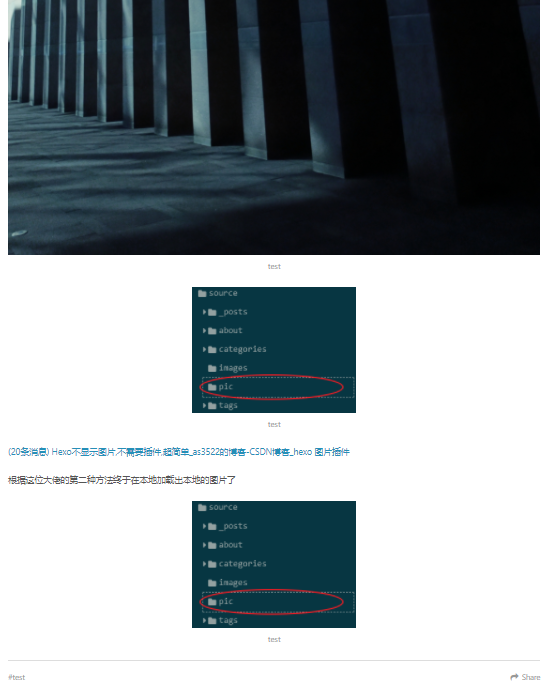 test
source
_posts
about
categories
images
pic
tags
test
(20条消息) Hexo不显示图片,不需要插件,超简单_as3522的博客-CSDN博客_hexo 图片插件
根据这位大佬的第二种方法终于在本地加载出本地的图片了
source
_posts
about
categories
images
pic
tags
test
#test
Share